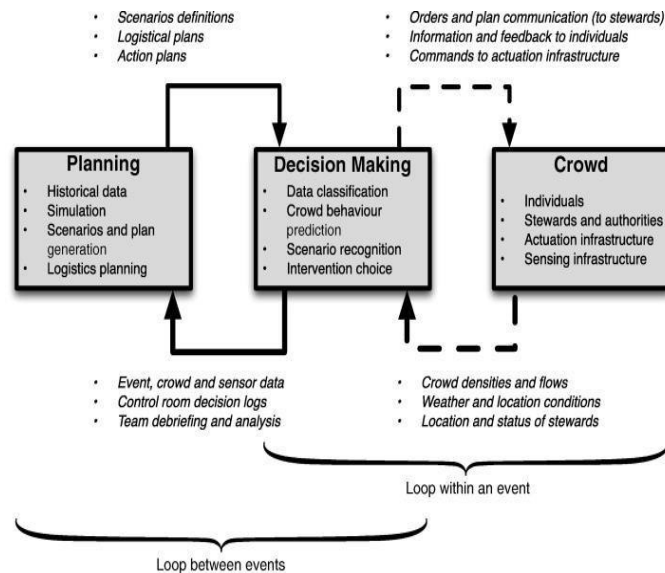 • Scenarios definitions
• Logistical plans
• Action plans
• Orders and plan communication (to stewards)
• Information and feedback to individuals
• Commands to actuation infrastructure
Planning
• Historical data
• Simulation
• Scenarios and plan
generation
• Logistics planning
Decision Making
• Data classification
• Crowd behaviour
prediction
• Scenario recognition
• Intervention choice
Crowd
• Individuals
• Stewards and authorities
• Actuation infrastructure
• Sensing infrastructure
• Event, crowd and sensor data
• Control room decision logs
• Team debriefing and analysis
• Crowd densities and flows
• Weather and location conditions
• Location and status of stewards
Loop within an event
Loop between events